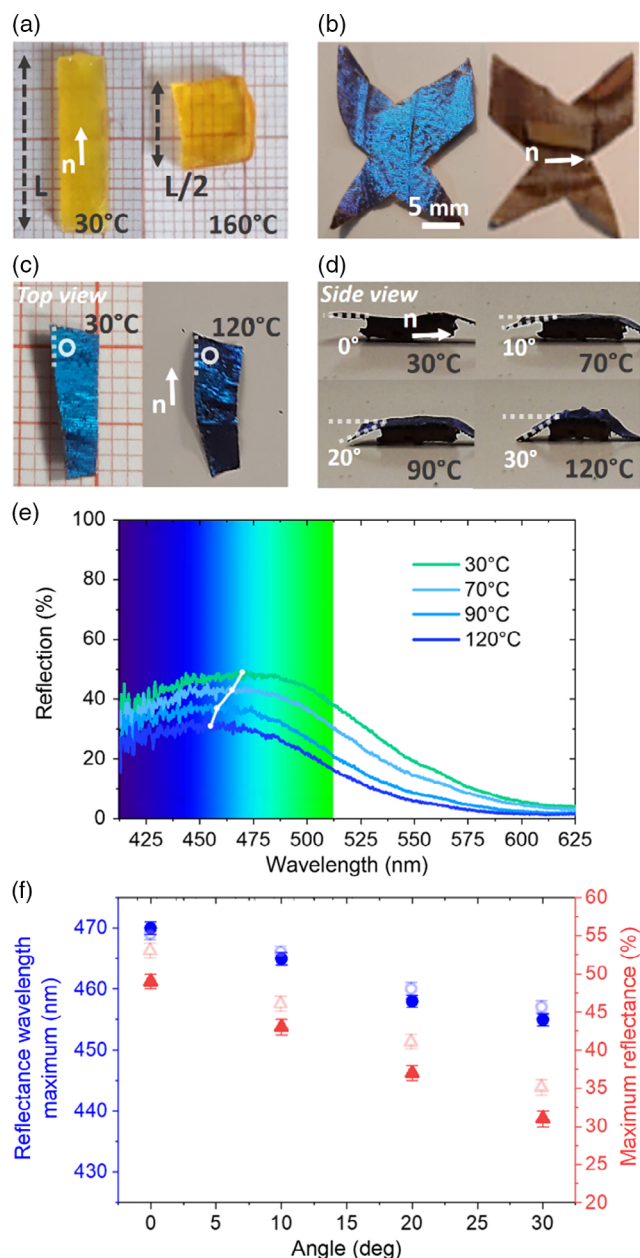 (a)
(b)
n
L
30°C
L/2
160°C
n
5 mm
(c)
(d)
Top view
30°C
120°C
n
Side view
n
0°
30°C
10°
70°C
20°
90°C
30°
120°C
(e)
100
80
60
40
20
0
Reflection (%)
30°C
70°C
90°C
120°C
425 450 475 500 525 550 575 600 625
Wavelength (nm)
(f)
470
460
450
440
430
Reflectance wavelength
maximum (nm)
60
55
50
45
40
35
30
25
20
Maximum reflectance (%)
0 5 10 15 20 25 30
Angle (deg)